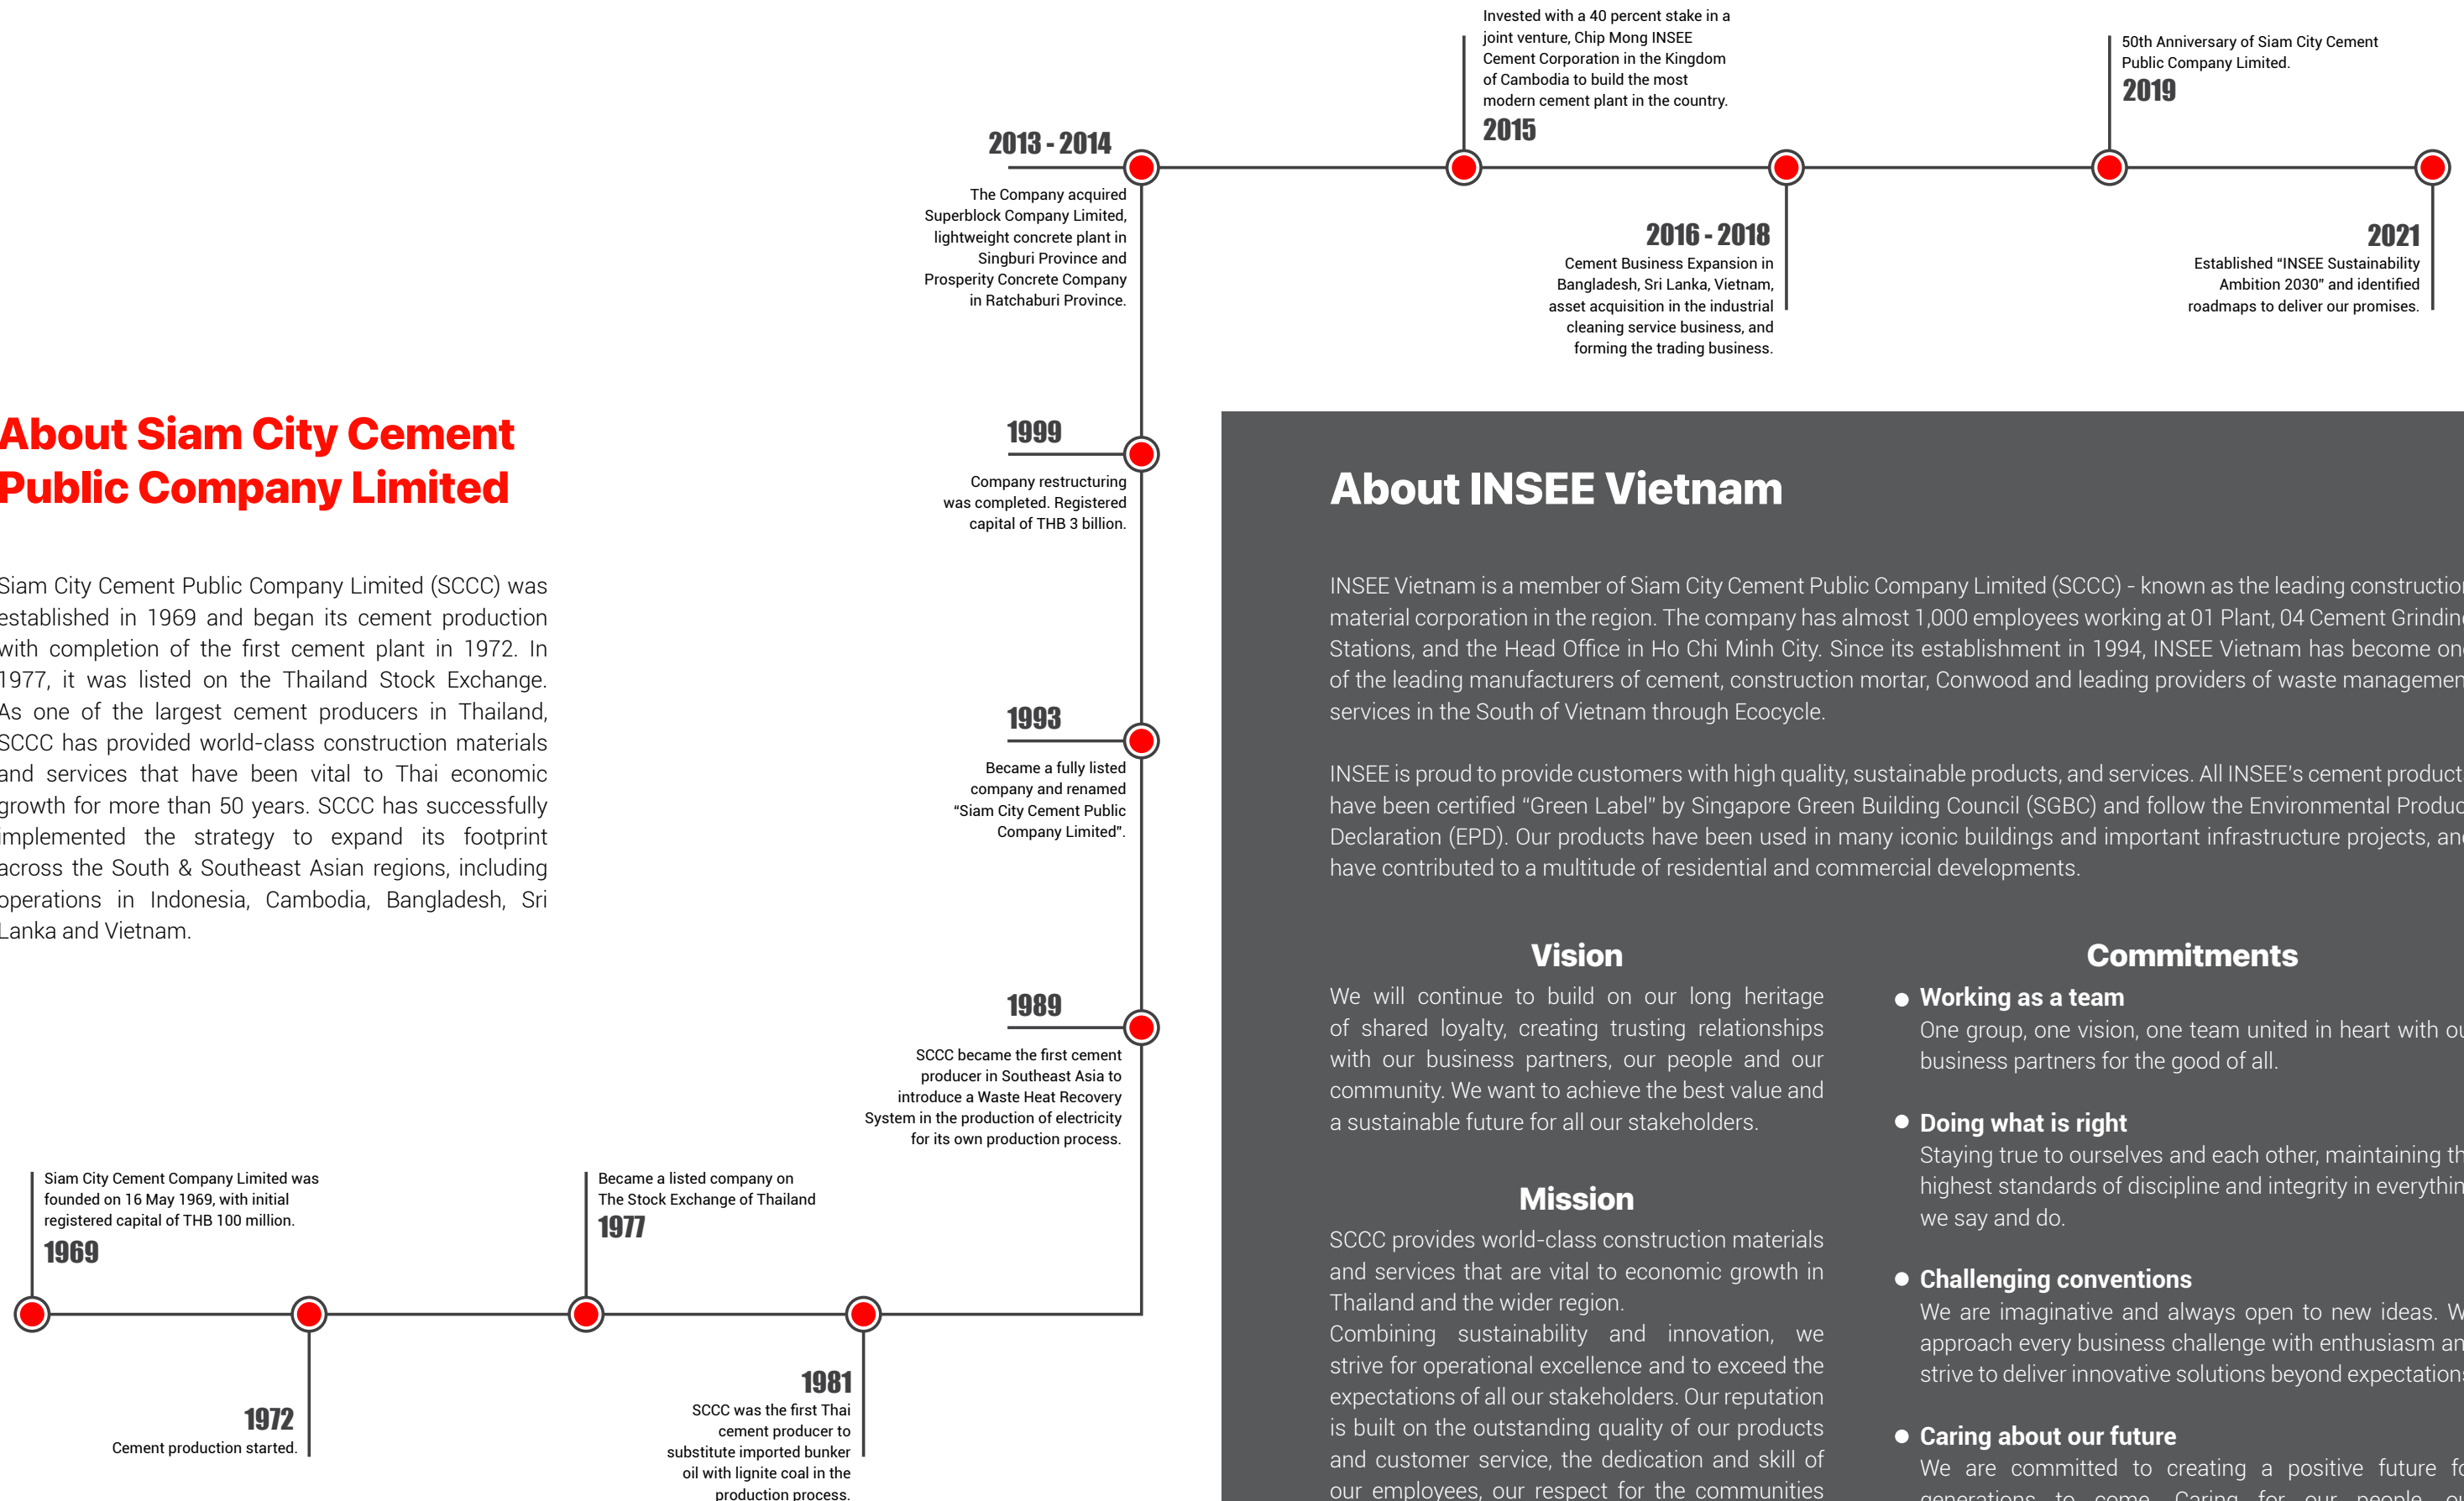 Invested with a 40 percent stake in a
joint venture, Chip Mong INSEE
Cement Corporation in the Kingdom
of Cambodia to build the most
modern cement plant in the country.
2015
50th Anniversary of Siam City Cement
Public Company Limited.
2019
2013 - 2014
The Company acquired
Superblock Company Limited,
lightweight concrete plant in
Singburi Province and
Prosperity Concrete Company
in Ratchaburi Province.
2016 - 2018
Cement Business Expansion in
Bangladesh, Sri Lanka, Vietnam,
asset acquisition in the industrial
cleaning service business, and
forming the trading business.
2021
Established “INSEE Sustainability
Ambition 2030” and identified
roadmaps to deliver our promises.
1999
Company restructuring
was completed. Registered
capital of THB 3 billion.
1993
Became a fully listed
company and renamed
“Siam City Cement Public
Company Limited”.
1989
SCCC became the first cement
producer in Southeast Asia to
introduce a Waste Heat Recovery
System in the production of electricity
for its own production process.
About Siam City Cement
Public Company Limited
Siam City Cement Public Company Limited (SCCC) was
established in 1969 and began its cement production
with completion of the first cement plant in 1972. In
1977, it was listed on the Thailand Stock Exchange.
As one of the largest cement producers in Thailand,
SCCC has provided world-class construction materials
and services that have been vital to Thai economic
growth for more than 50 years. SCCC has successfully
implemented the strategy to expand its footprint
across the South & Southeast Asian regions, including
operations in Indonesia, Cambodia, Bangladesh, Sri
Lanka and Vietnam.
Siam City Cement Company Limited was
founded on 16 May 1969, with initial
registered capital of THB 100 million.
1969
Became a listed company on
The Stock Exchange of Thailand
1977
1972
Cement production started.
1981
SCCC was the first Thai
cement producer to
substitute imported bunker
oil with lignite coal in the
production process.
About INSEE Vietnam
INSEE Vietnam is a member of Siam City Cement Public Company Limited (SCCC) - known as the leading construction
material corporation in the region. The company has almost 1,000 employees working at 01 Plant, 04 Cement Grinding
Stations, and the Head Office in Ho Chi Minh City. Since its establishment in 1994, INSEE Vietnam has become one
of the leading manufacturers of cement, construction mortar, Conwood and leading providers of waste management
services in the South of Vietnam through Ecocycle.
INSEE is proud to provide customers with high quality, sustainable products, and services. All INSEE’s cement product
have been certified “Green Label” by Singapore Green Building Council (SGBC) and follow the Environmental Product
Declaration (EPD). Our products have been used in many iconic buildings and important infrastructure projects, and
have contributed to a multitude of residential and commercial developments.
Vision
We will continue to build on our long heritage
of shared loyalty, creating trusting relationships
with our business partners, our people and our
community. We want to achieve the best value and
a sustainable future for all our stakeholders.
Mission
SCCC provides world-class construction materials
and services that are vital to economic growth in
Thailand and the wider region.
Combining sustainability and innovation, we
strive for operational excellence and to exceed the
expectations of all our stakeholders. Our reputation
is built on the outstanding quality of our products
and customer service, the dedication and skill of
our employees, our respect for the communities
Commitments
● Working as a team
One group, one vision, one team united in heart with
business partners for the good of all.
● Doing what is right
Staying true to ourselves and each other, maintaining
highest standards of discipline and integrity in
we say and do.
● Challenging conventions
We are imaginative and always open to new ideas.
approach every business challenge with enthusiasm
strive to deliver innovative solutions beyond
● Caring about our future
We are committed to creating a positive future
generations to come. Caring for our people,